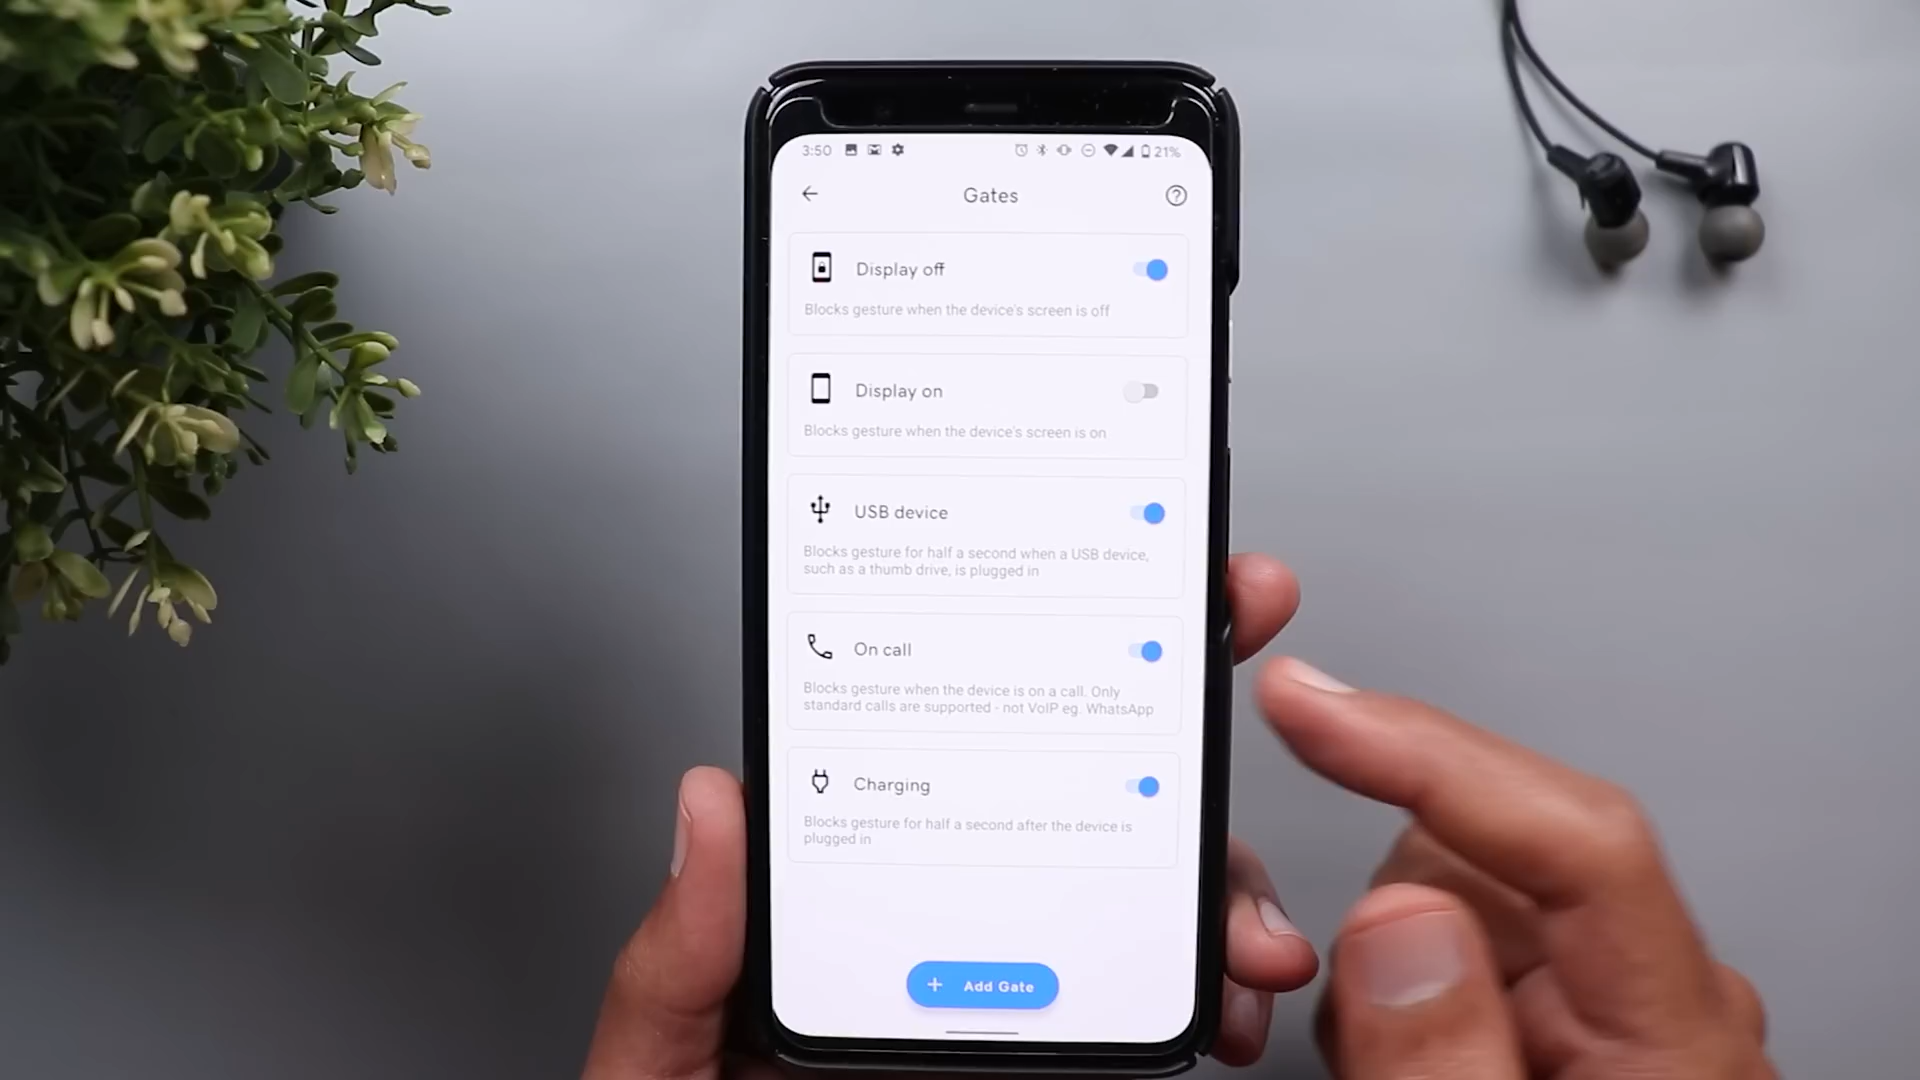 3:50 21%
Gates
Display off
Blocks gesture when the device's screen is off
Display on
Blocks gesture when the device's screen is on
USB device
Blocks gesture for half a second when a USB device,
such as a thumb drive, is plugged in
On call
Blocks gesture when the device is on a call. Only
standard calls are supported - not VoIP eg. WhatsApp
Charging
Blocks gesture for half a second after the device is
plugged in
+ Add Gate